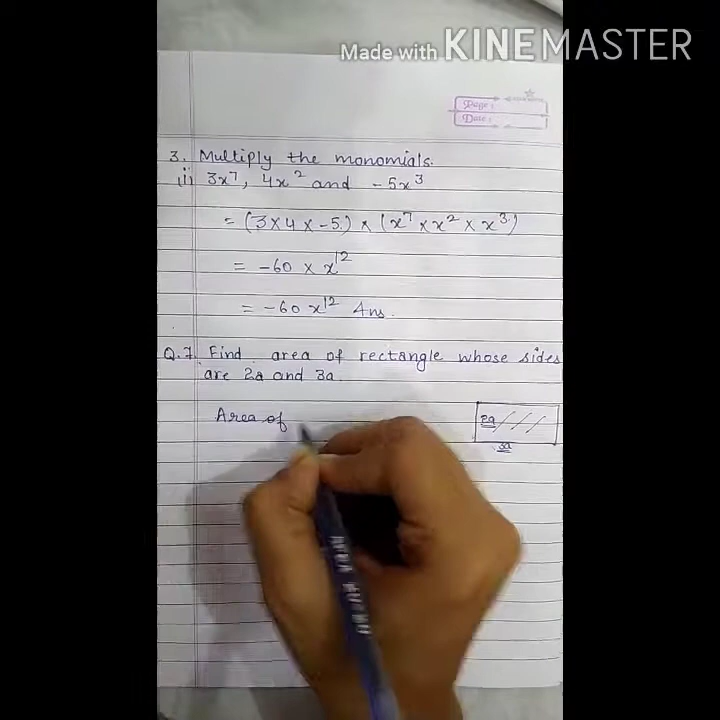 Made with KINEMASTER
Page:
Date:
3. Multiply the monomials.
(i) 3x⁷, 4x² and -5x³
= (3×4×-5) × (x⁷ × x² × x³)
= -60 × x¹²
= -60 x¹² Ans.
Q.7. Find area of rectangle whose sides
are 2a and 3a.
Area of
2a
3a